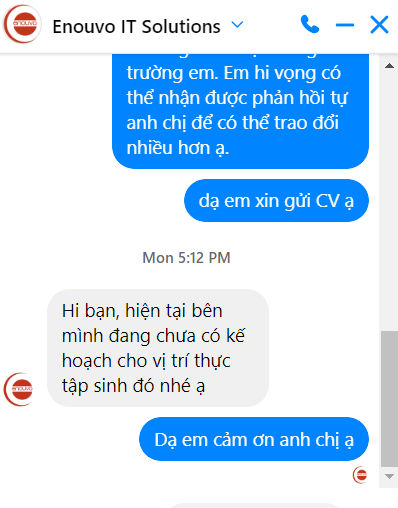 Enouvo IT Solutions
trường em. Em hi vọng có
thể nhận được phản hồi tự
anh chị để có thể trao đổi
nhiều hơn ạ.
dạ em xin gửi CV ạ
Mon 5:12 PM
Hi bạn, hiện tại bên
mình đang chưa có kế
hoạch cho vị trí thực
tập sinh đó nhé ạ
enouvo
Dạ em cảm ơn anh chị ạ